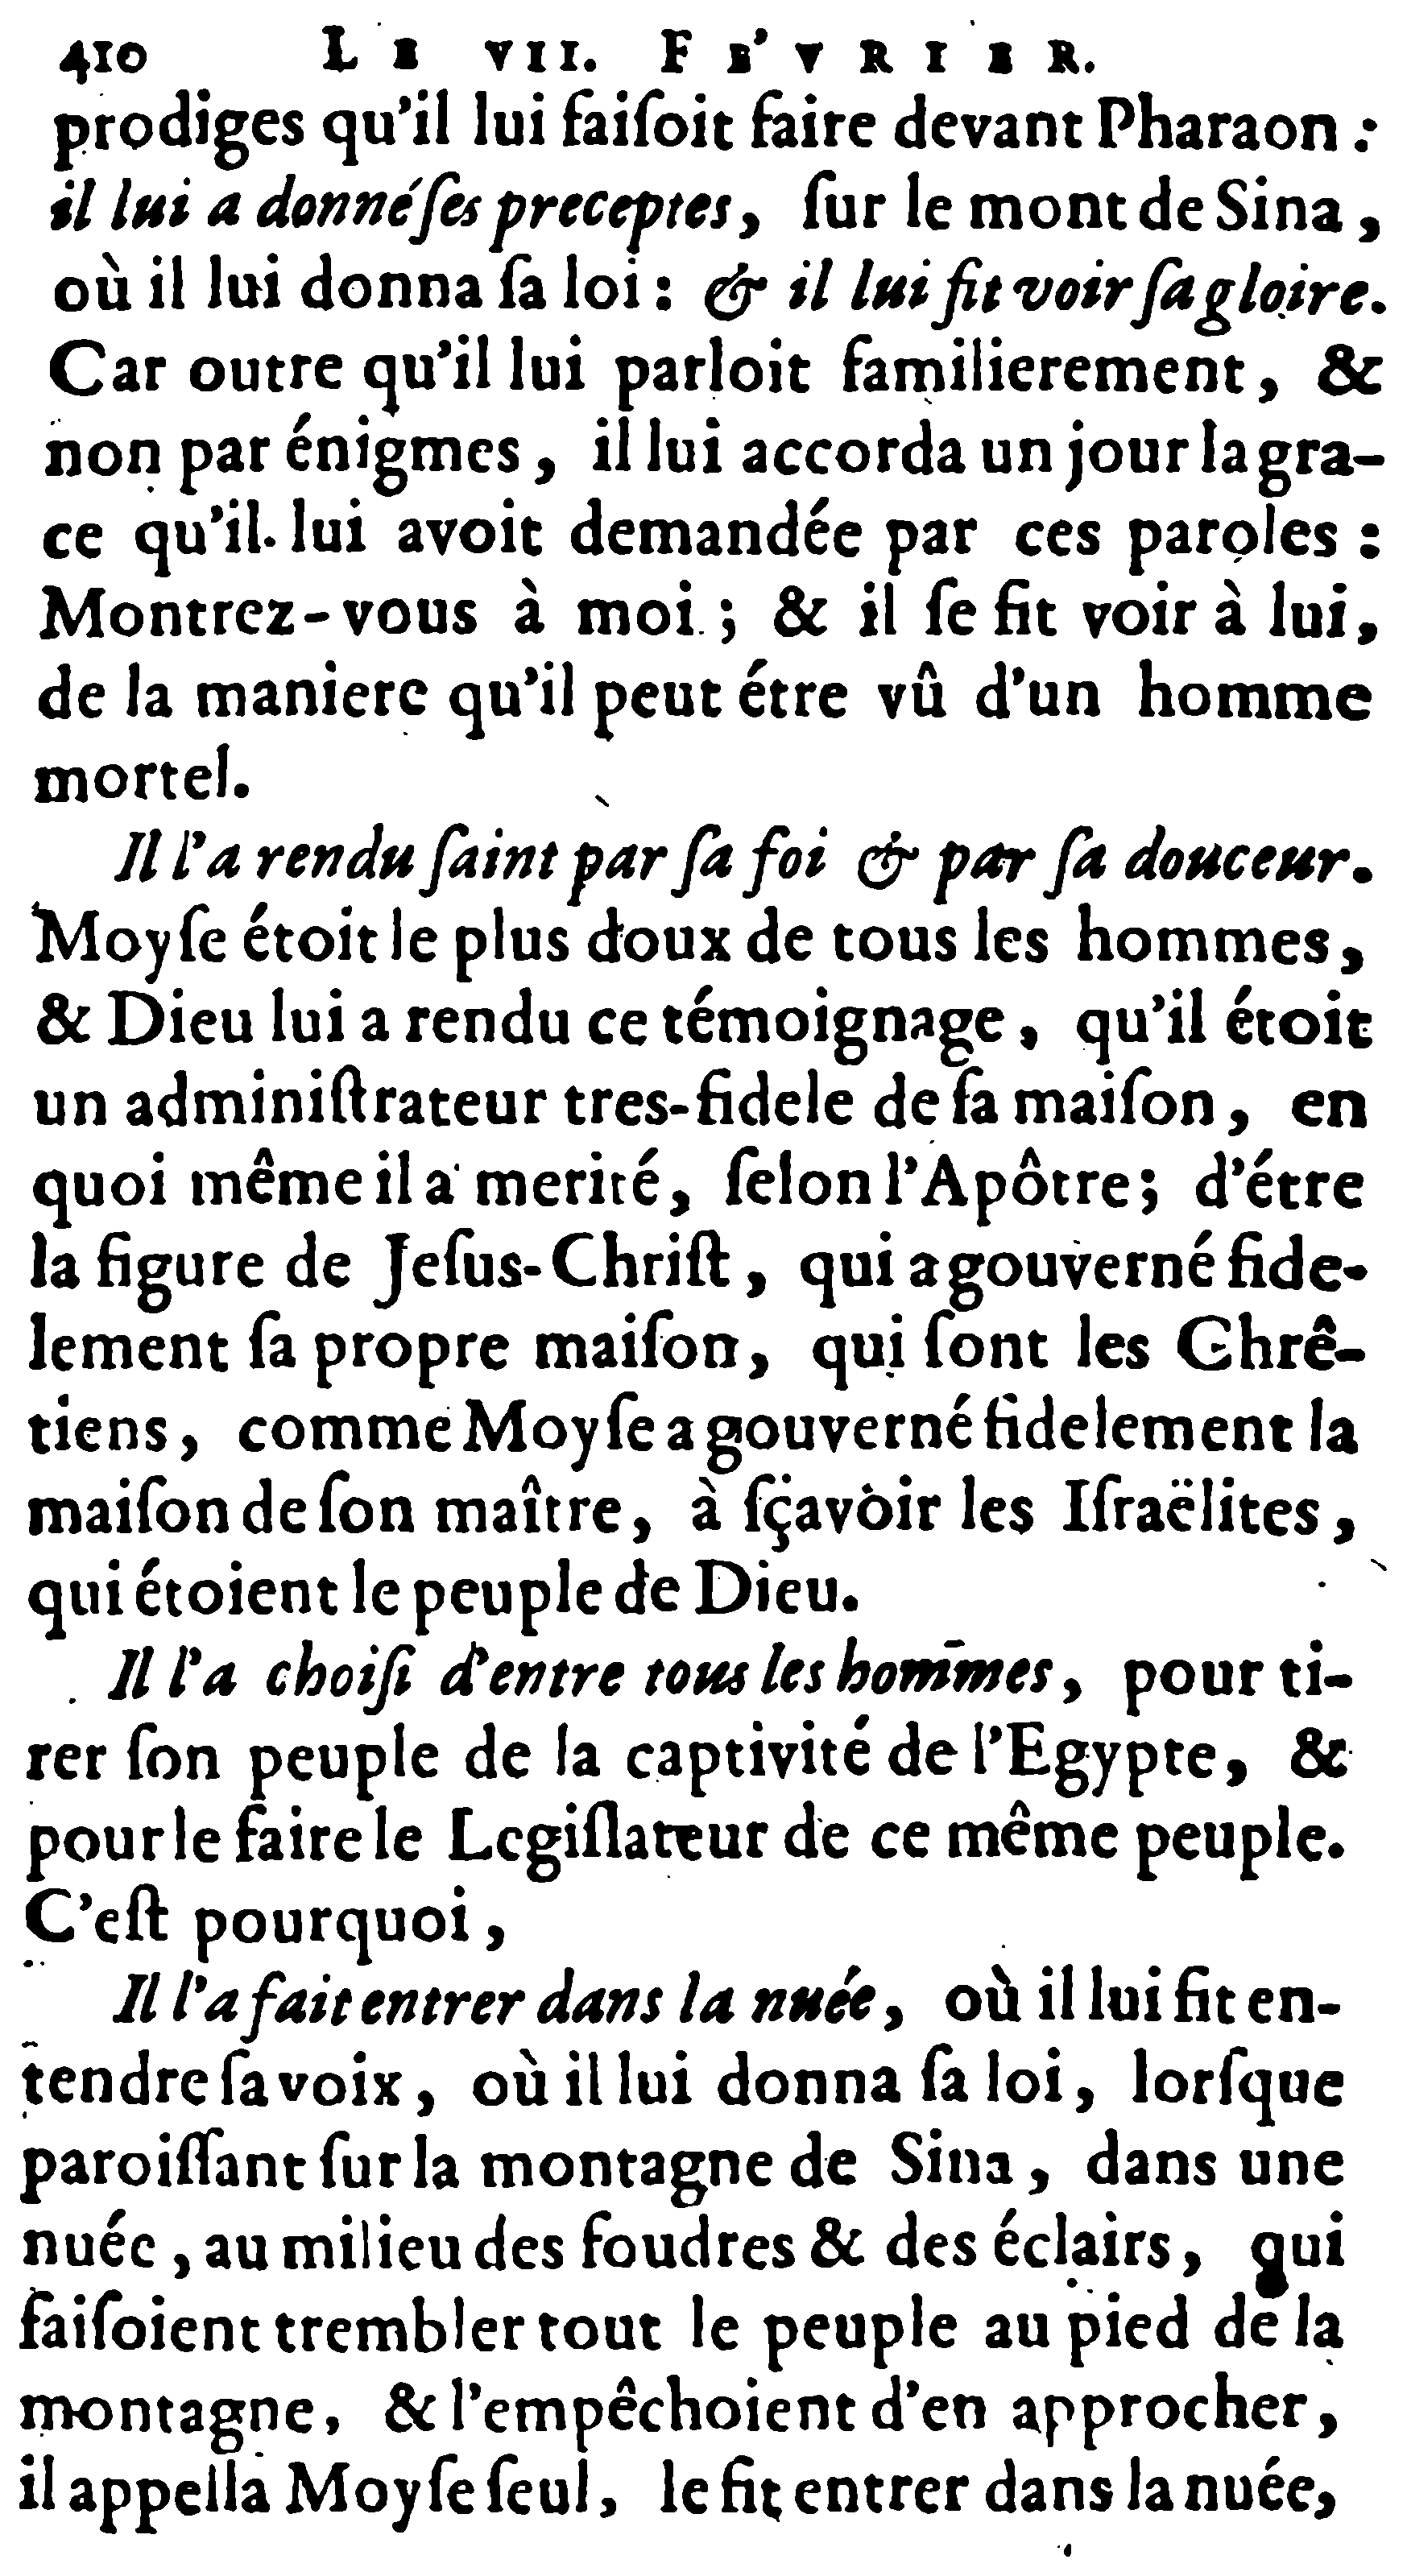 410 LE VII. FE'VRIER.
prodiges qu'il lui faiſoit faire devant Pharaon :
il lui a donné ſes preceptes, ſur le mont de Sina,
où il lui donna ſa loi : & il lui fit voir ſa gloire.
Car outre qu'il lui parloit familierement, &
non par énigmes, il lui accorda un jour la gra-
ce qu'il lui avoit demandée par ces paroles :
Montrez-vous à moi ; & il ſe fit voir à lui,
de la maniere qu'il peut étre vû d'un homme
mortel.
Il l'a rendu ſaint par ſa foi & par ſa douceur.
Moyſe étoit le plus doux de tous les hommes,
& Dieu lui a rendu ce témoignage, qu'il étoit
un adminiſtrateur tres-fidele de ſa maiſon, en
quoi même il a merité, ſelon l'Apôtre; d'étre
la figure de Jeſus-Chriſt, qui a gouverné fide-
lement ſa propre maiſon, qui ſont les Chrê-
tiens, comme Moyſe a gouverné fidelement la
maiſon de ſon maître, à ſçavoir les Iſraëlites,
qui étoient le peuple de Dieu.
Il l'a choiſi d'entre tous les hommes, pour ti-
rer ſon peuple de la captivité de l'Egypte, &
pour le faire le Legiſlateur de ce même peuple.
C'eſt pourquoi,
Il l'a fait entrer dans la nuée, où il lui fit en-
tendre ſa voix, où il lui donna ſa loi, lorſque
paroiſſant ſur la montagne de Sina, dans une
nuée, au milieu des foudres & des éclairs, qui
faiſoient trembler tout le peuple au pied de la
montagne, & l'empêchoient d'en approcher,
il appella Moyſe ſeul, le fit entrer dans la nuée,